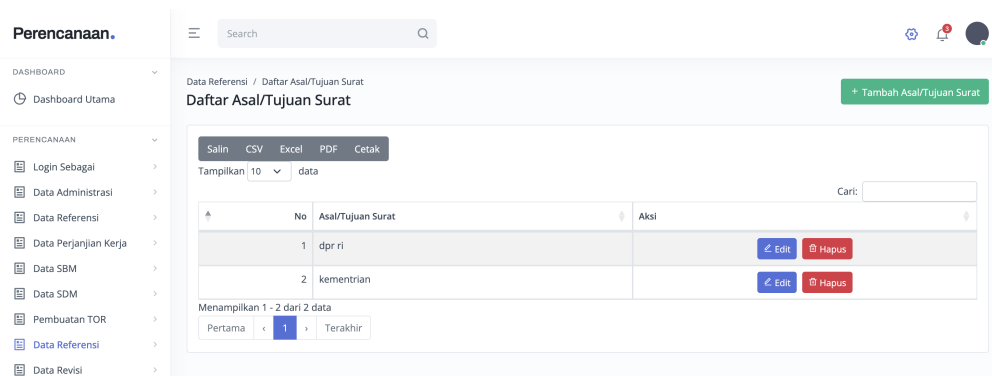 Perencanaan.
Search
3
DASHBOARD
Dashboard Utama
PERENCANAAN
Login Sebagai
Data Administrasi
Data Referensi
Data Perjanjian Kerja
Data SBM
Data SDM
Pembuatan TOR
Data Referensi
Data Revisi
Data Referensi / Daftar Asal/Tujuan Surat
Daftar Asal/Tujuan Surat
+ Tambah Asal/Tujuan Surat
Salin CSV Excel PDF Cetak
Tampilkan 10 data
Cari:
No Asal/Tujuan Surat Aksi
1 dpr ri Edit Hapus
2 kementrian Edit Hapus
Menampilkan 1 - 2 dari 2 data
Pertama ‹ 1 › Terakhir